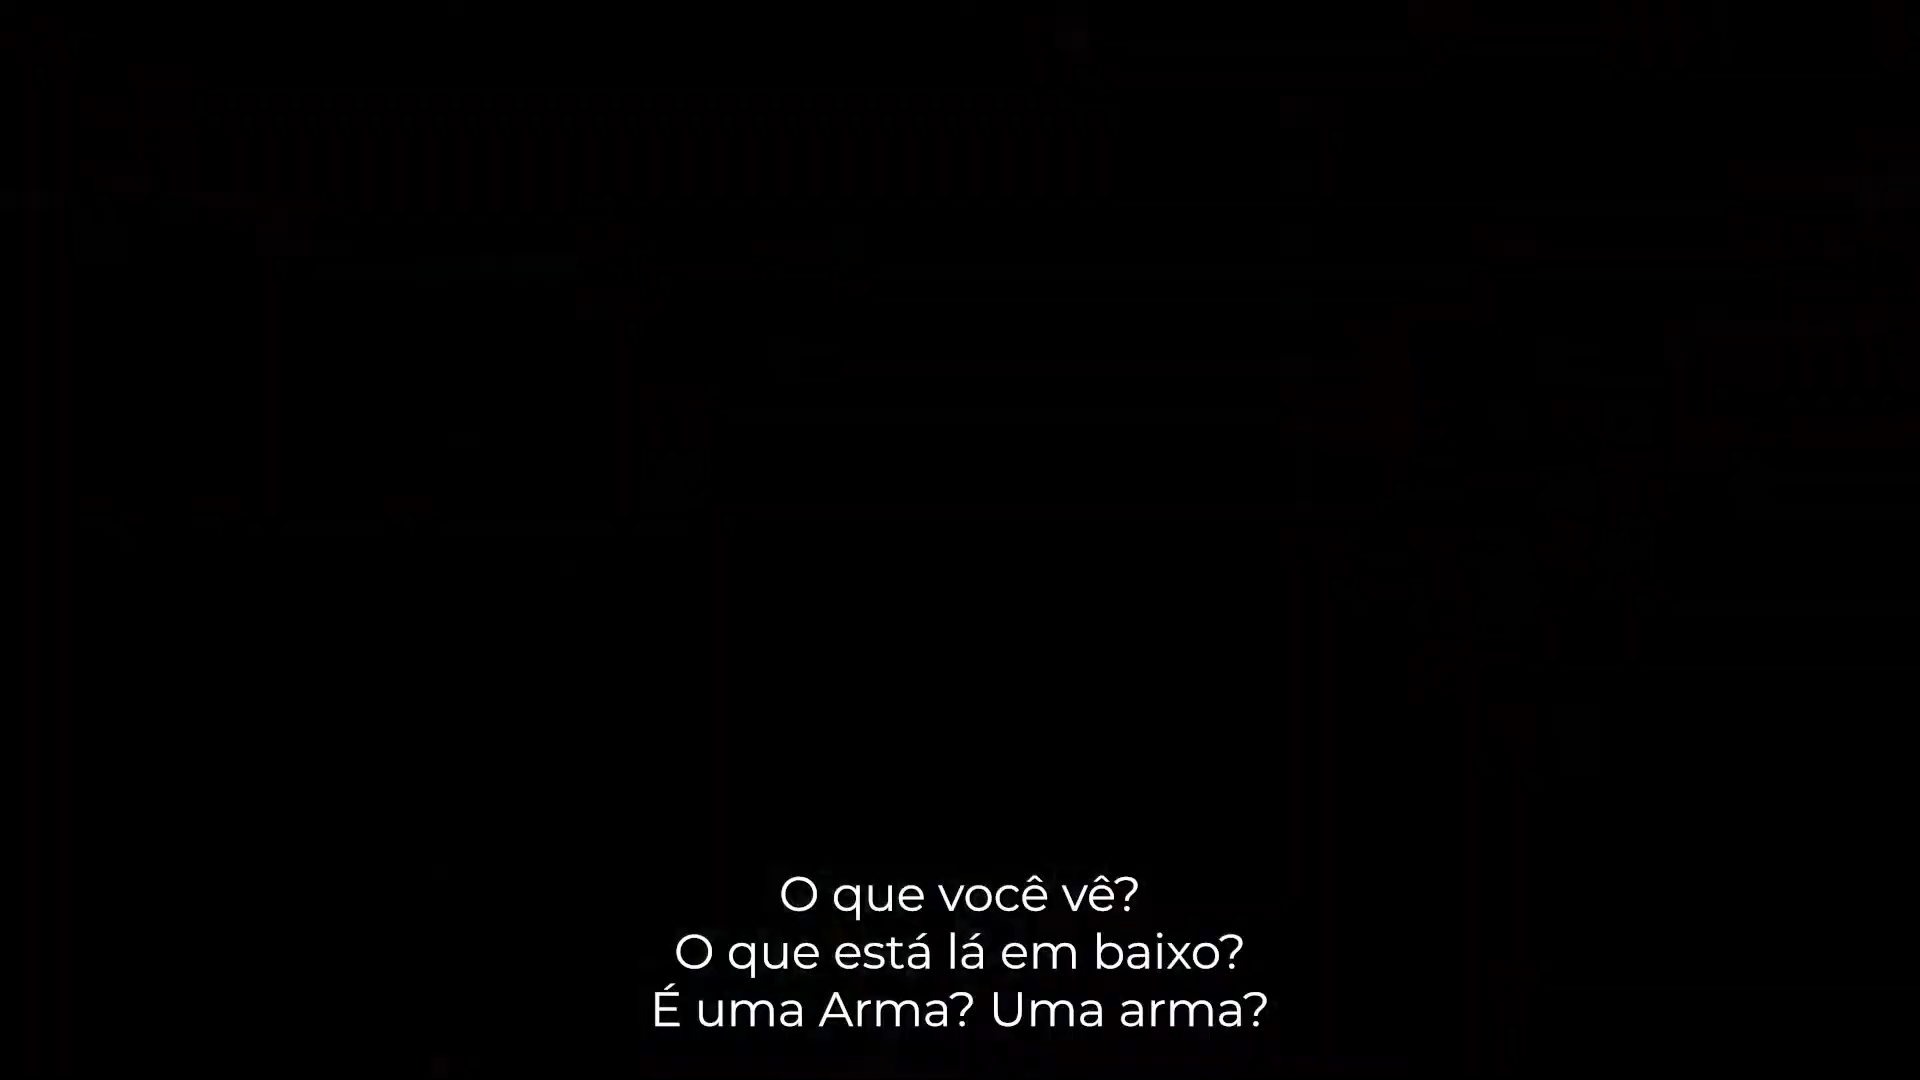 O que você vê?
O que está lá em baixo?
É uma Arma? Uma arma?